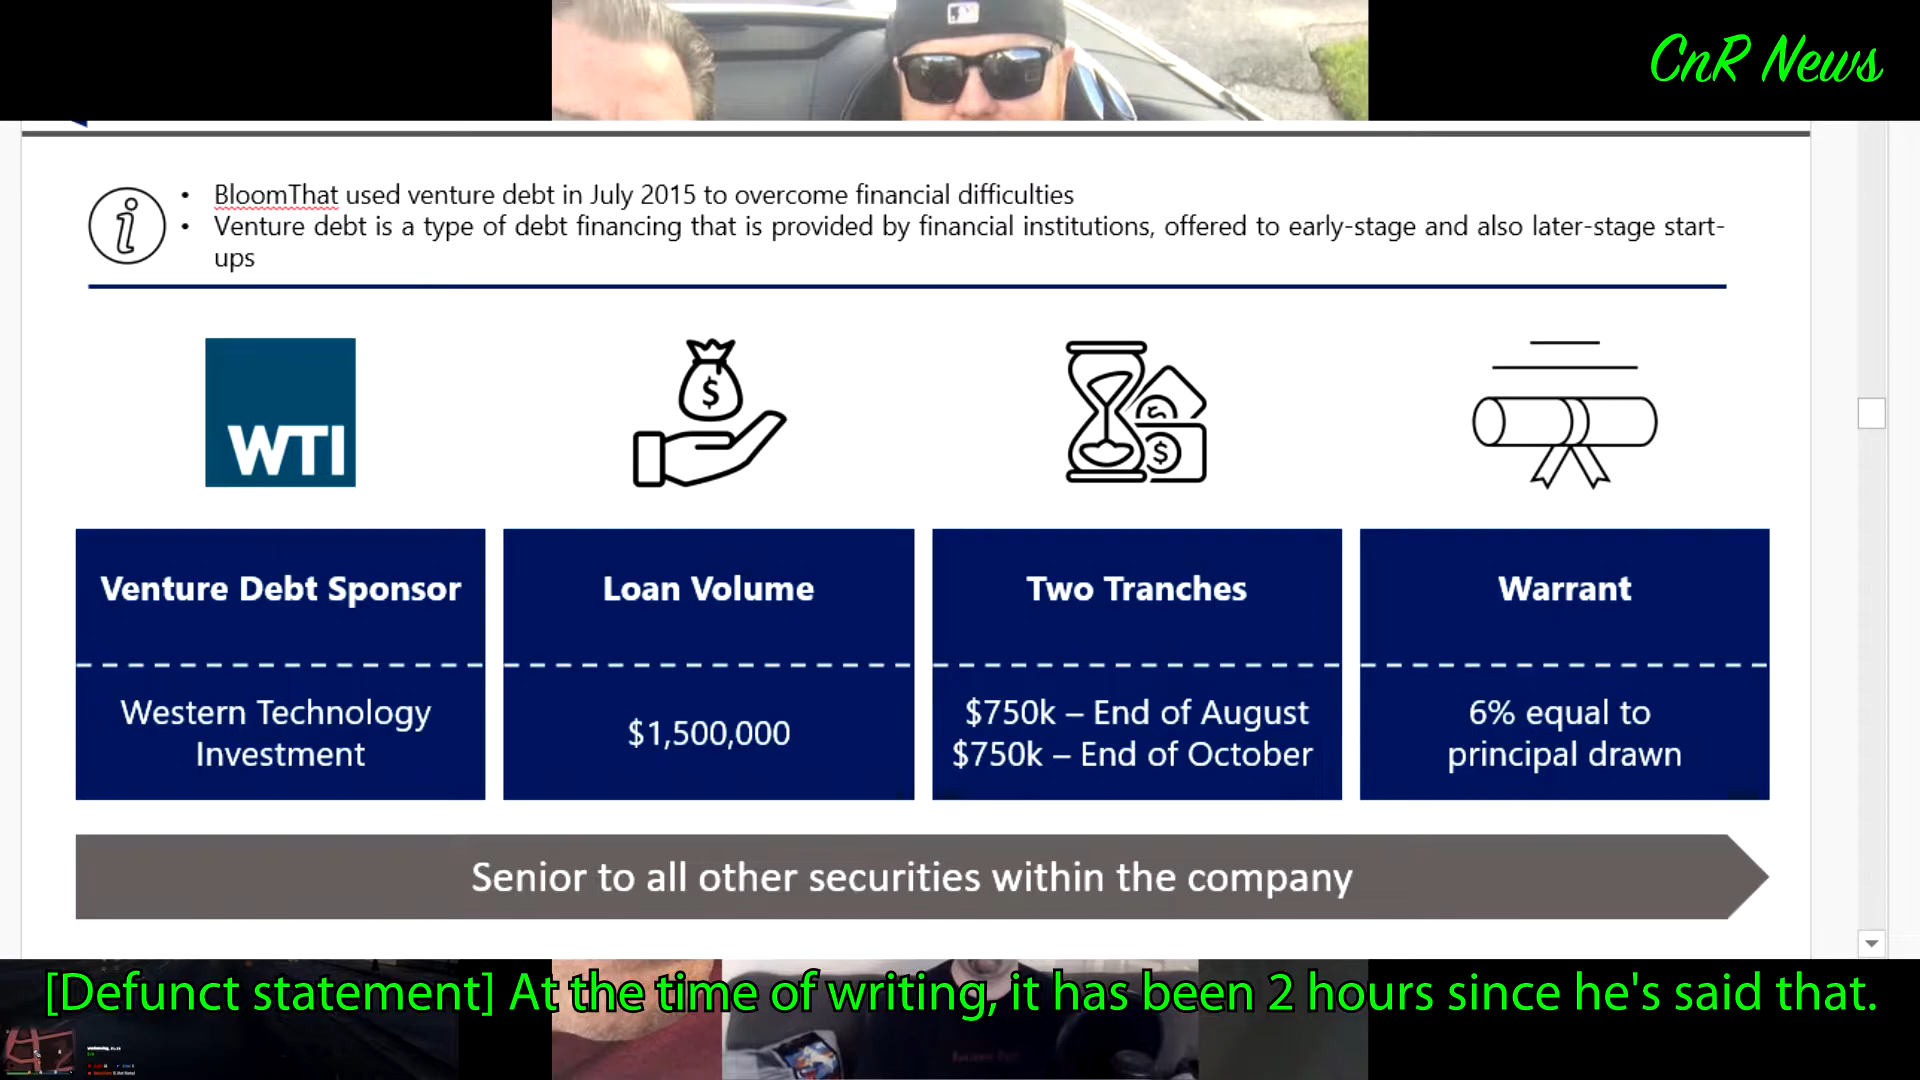 CnR News
• BloomThat used venture debt in July 2015 to overcome financial difficulties
• Venture debt is a type of debt financing that is provided by financial institutions, offered to early-stage and also later-stage start-
ups
WTI
Venture Debt Sponsor
Western Technology
Investment
Loan Volume
$1,500,000
Two Tranches
$750k – End of August
$750k – End of October
Warrant
6% equal to
principal drawn
Senior to all other securities within the company
[Defunct statement] At the time of writing, it has been 2 hours since he's said that.